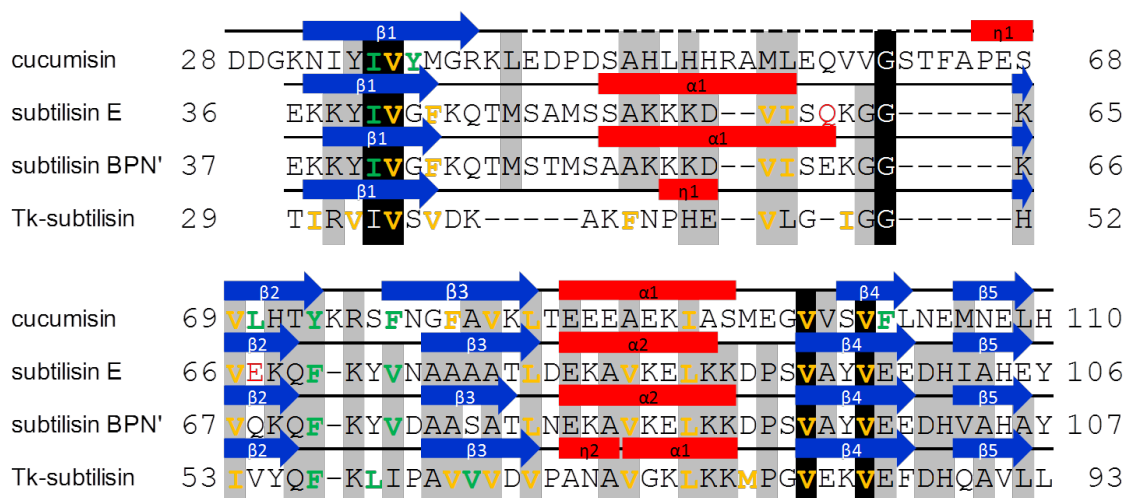 β1 η1
cucumisin 28 DDGKNIYIVYMGRKLEDPDSAHLHHRAMLEQVVGSTFAPES 68
β1 α1
subtilisin E 36 EKKYIVGFKQTMSAMSSAKKKD--VISQKGG------K 65
β1 α1
subtilisin BPN' 37 EKKYIVGFKQTMSTMSAAKKKD--VISEKGG------K 66
β1 η1
Tk-subtilisin 29 TIRVIVSVDK-----AKFNPHE--VLG-IGG------H 52
β2 β3 α1 β4 β5
cucumisin 69 VLHTYKRSFNGFAVKLTEEEAEKIASMEGVVSVFLNEMNELH 110
β2 β3 α2 β4 β5
subtilisin E 66 VEKQF-KYVNAAAATLDEKAVKELKKDPSVAYVEEDHIAHEY 106
β2 β3 α2 β4 β5
subtilisin BPN' 67 VQKQF-KYVDAASATLNEKAVKELKKDPSVAYVEEDHVAHAY 107
β2 β3 η2 α1 β4 β5
Tk-subtilisin 53 IVYQF-KLIPAVVVDVPANAVGKLKKMPGVEKVEFDHQAVLL 93